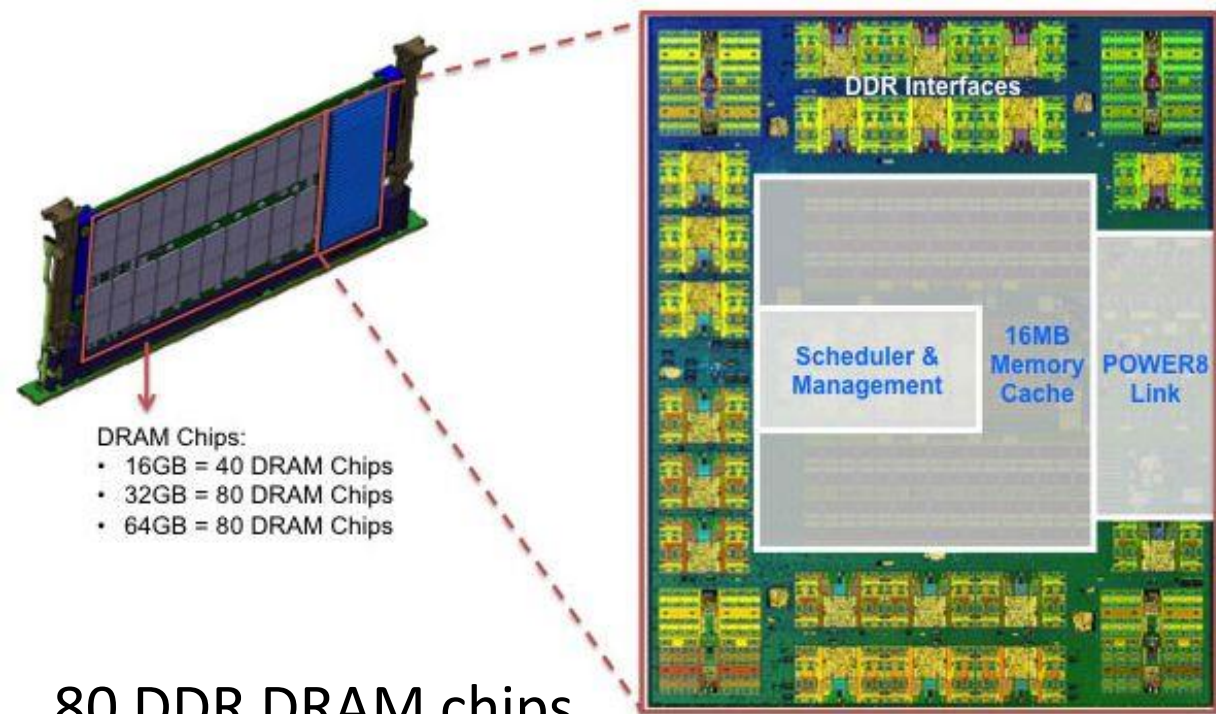 DDR Interfaces
Scheduler &
Management
16MB
Memory
Cache
POWER8
Link
DRAM Chips:
• 16GB = 40 DRAM Chips
• 32GB = 80 DRAM Chips
• 64GB = 80 DRAM Chips
80 DDR DRAM chips